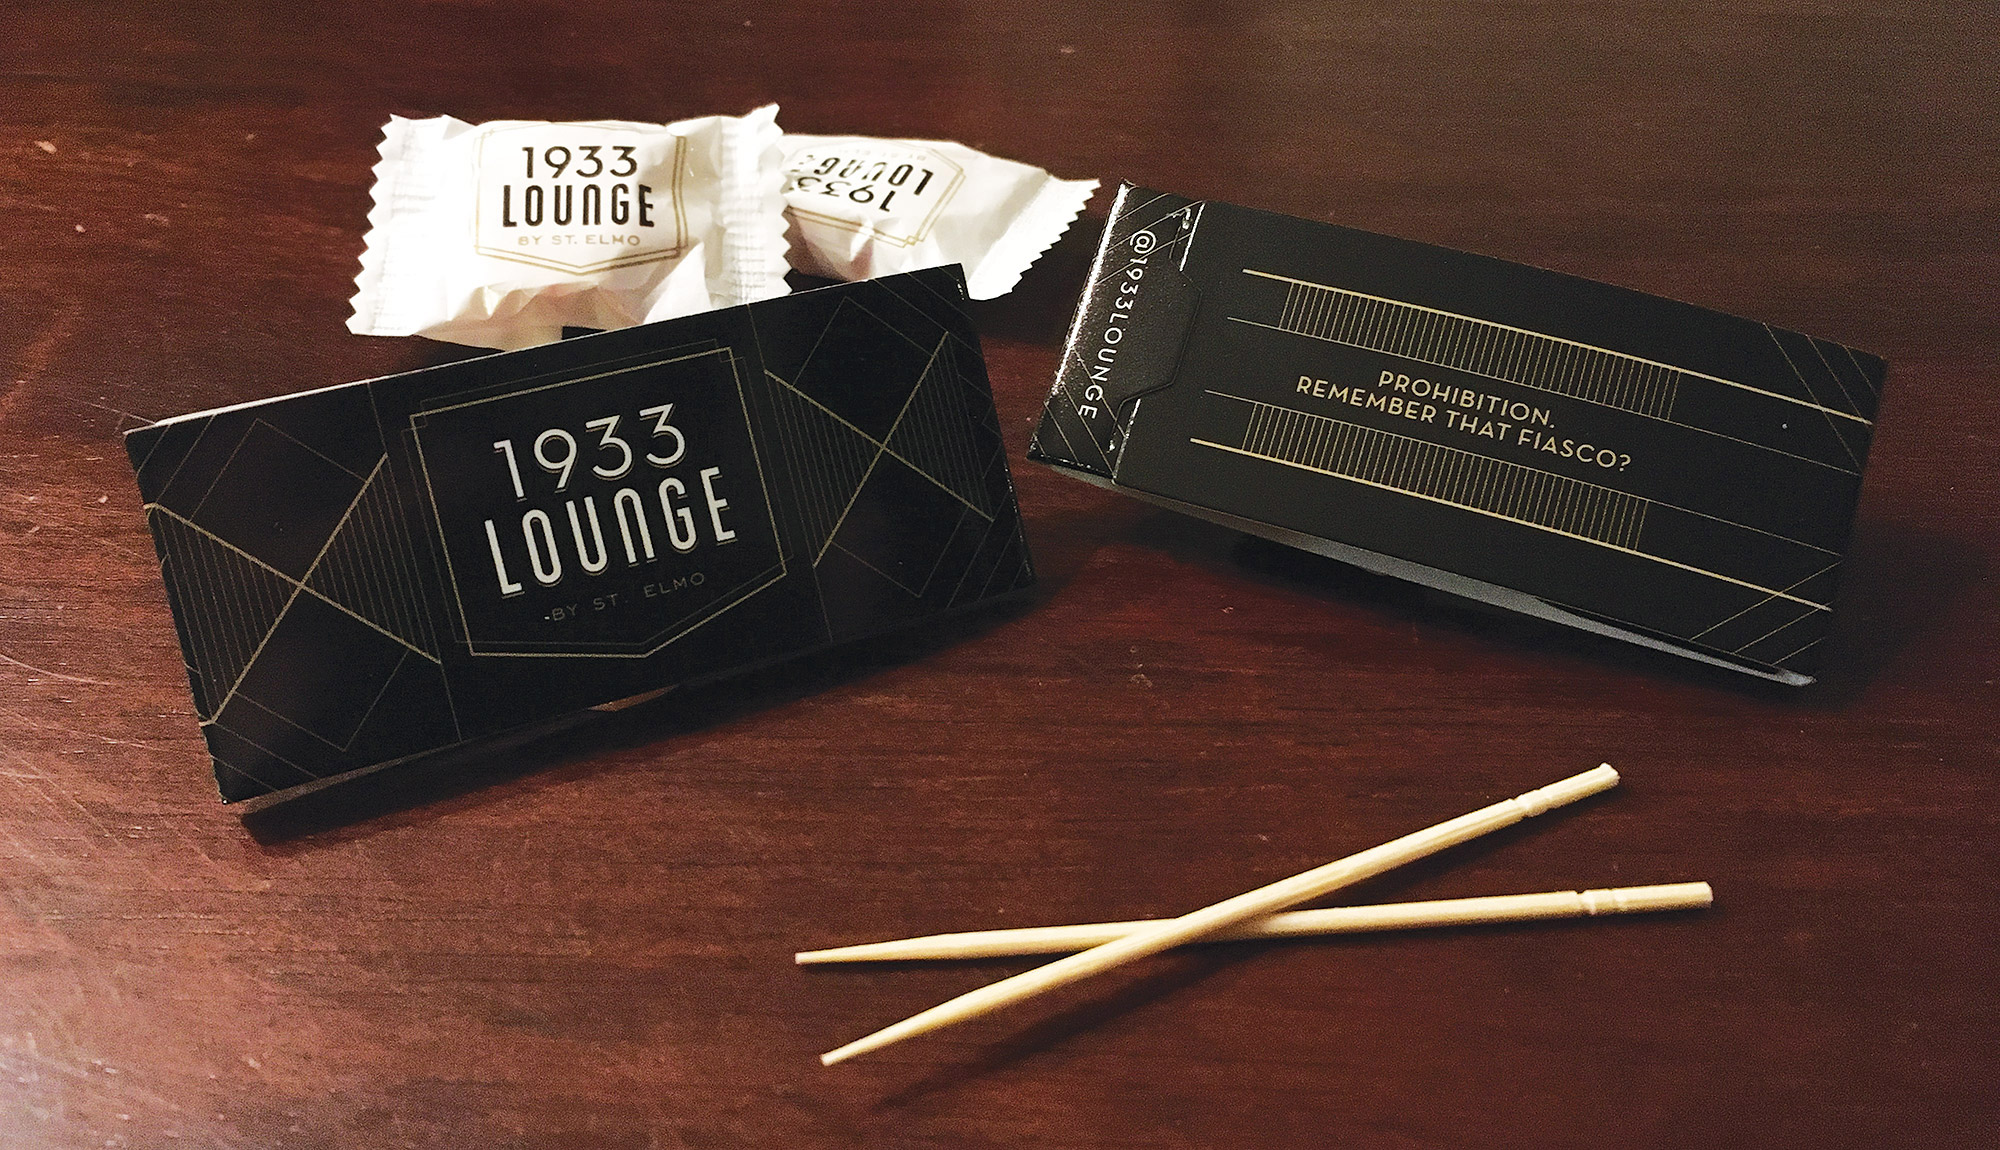 1933
LOUNGE
BY ST. ELMO
1933
LOUNGE
1933
LOUNGE
-BY ST. ELMO
@1933LOUNGE
PROHIBITION.
REMEMBER THAT FIASCO?